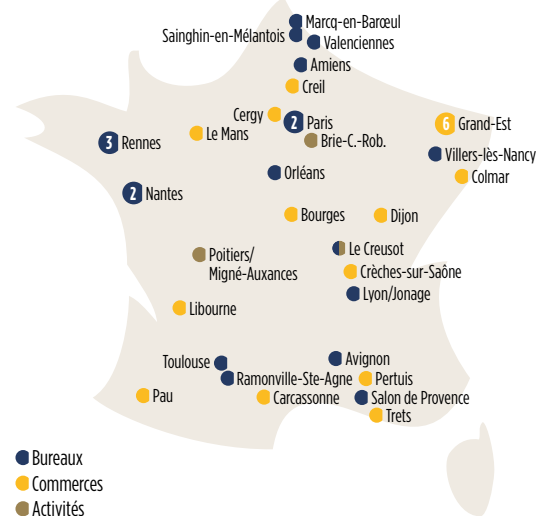 Marcq-en-Barœul
Sainghin-en-Mélantois
Valenciennes
Amiens
Creil
Cergy
2 Paris
6 Grand-Est
Le Mans
3 Rennes
Brie-C.-Rob.
Villers-lès-Nancy
Orléans
Colmar
2 Nantes
Bourges
Dijon
Le Creusot
Poitiers/
Migné-Auxances
Crèches-sur-Saône
Lyon/Jonage
Libourne
Toulouse
Avignon
Ramonville-Ste-Agne
Pertuis
Pau
Carcassonne
Salon de Provence
Trets
Bureaux
Commerces
Activités